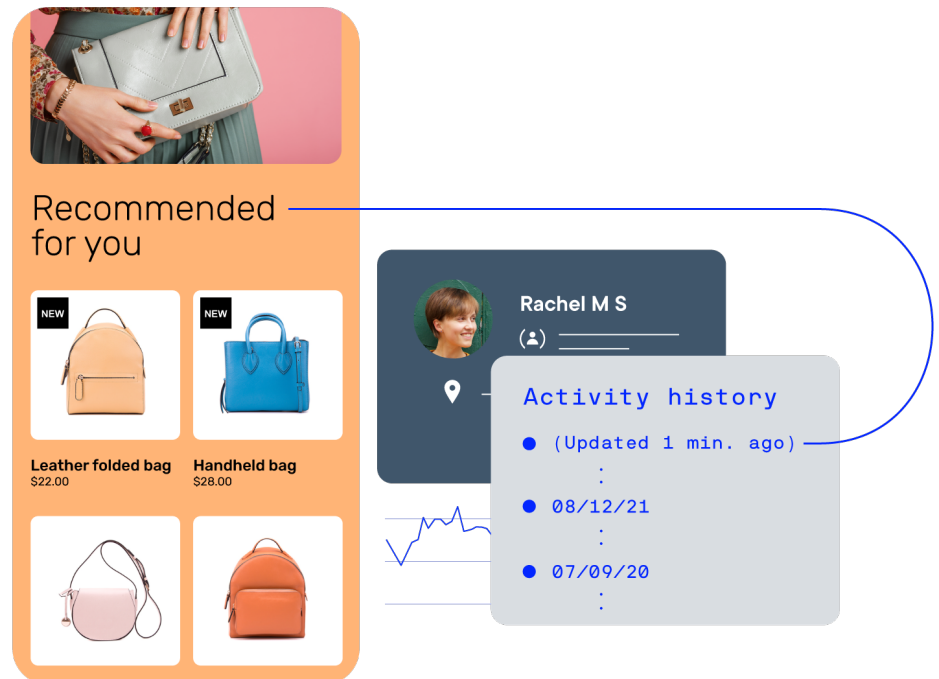 Recommended
for you
NEW
NEW
Leather folded bag
$22.00
Handheld bag
$28.00
Rachel M S
Activity history
(Updated 1 min. ago)
08/12/21
07/09/20